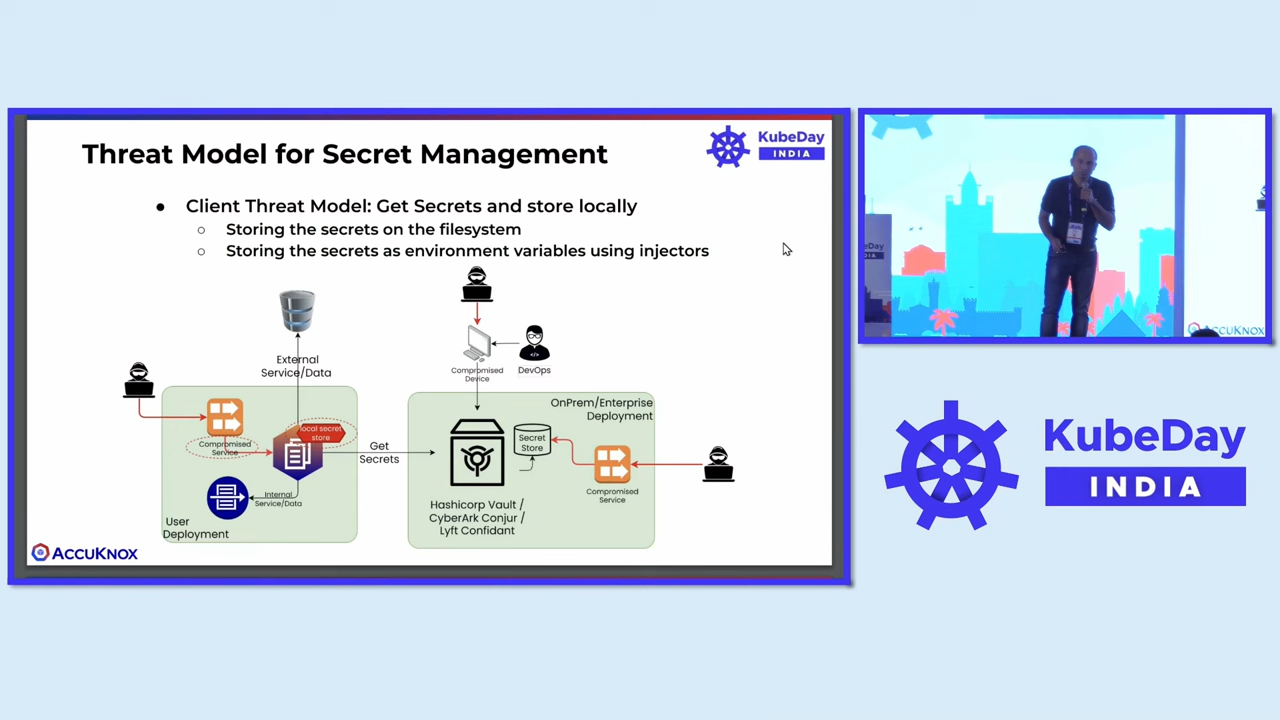 Threat Model for Secret Management
KubeDay
INDIA
● Client Threat Model: Get Secrets and store locally
○ Storing the secrets on the filesystem
○ Storing the secrets as environment variables using injectors
External
Service/Data
Compromised
Device
DevOps
OnPrem/Enterprise
Deployment
local secret
store
Compromised
Service
Get
Secrets
Secret
Store
Internal
Service/Data
Compromised
Service
Hashicorp Vault /
CyberArk Conjur /
Lyft Confidant
User
Deployment
ACCUKNOX
KubeDay
INDIA
ACCUKNOX
KubeDay
INDIA